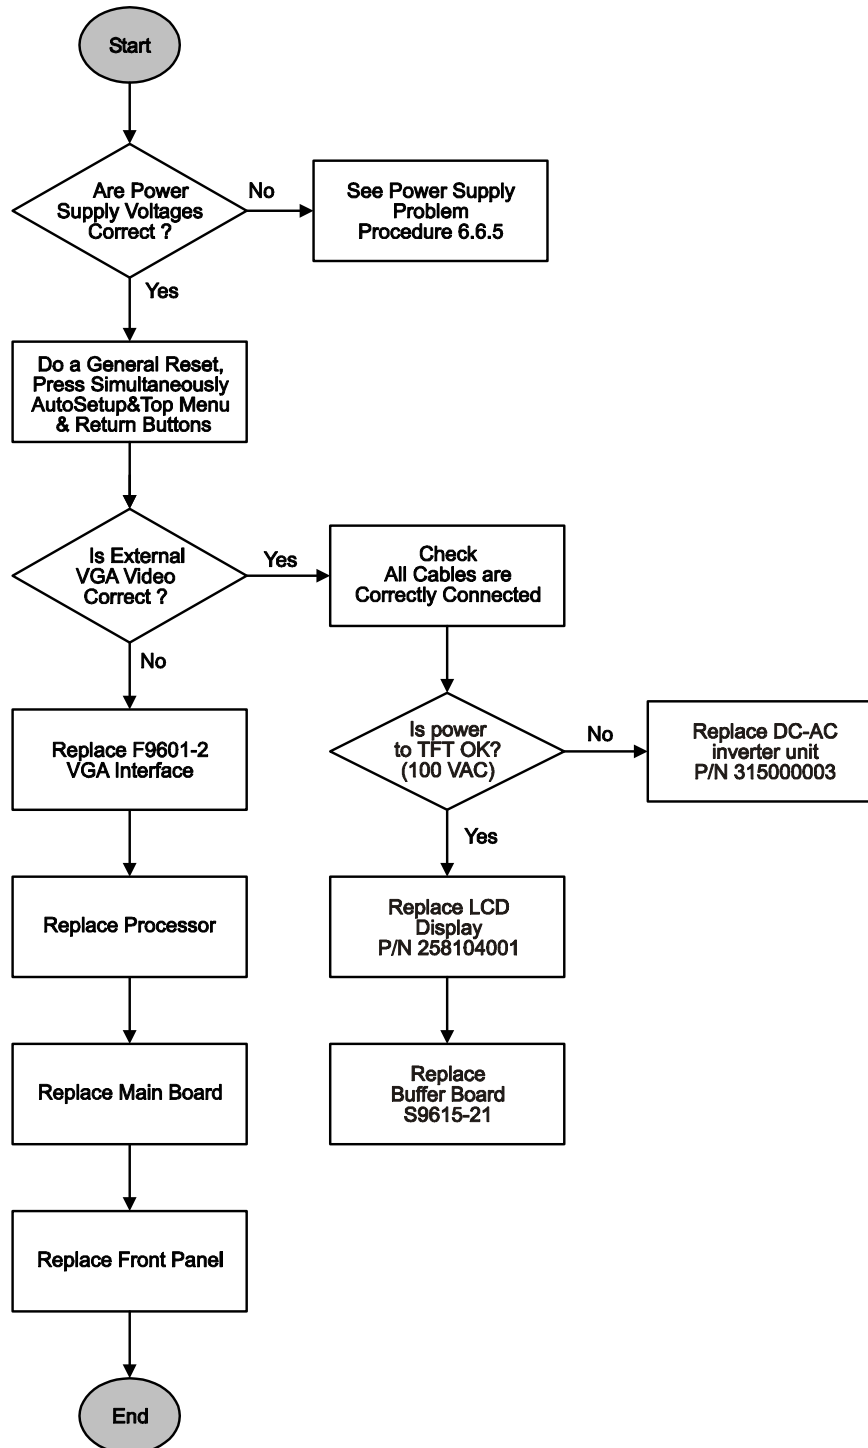 Start
Are Power
Supply Voltages
Correct ?
No
See Power Supply
Problem
Procedure 6.6.5
Yes
Do a General Reset,
Press Simultaneously
AutoSetup&Top Menu
& Return Buttons
Is External
VGA Video
Correct ?
Yes
Check
All Cables are
Correctly Connected
No
Is power
to TFT OK?
(100 VAC)
No
Replace DC-AC
inverter unit
P/N 315000003
Replace F9601-2
VGA Interface
Yes
Replace Processor
Replace LCD
Display
P/N 258104001
Replace Main Board
Replace
Buffer Board
S9615-21
Replace Front Panel
End